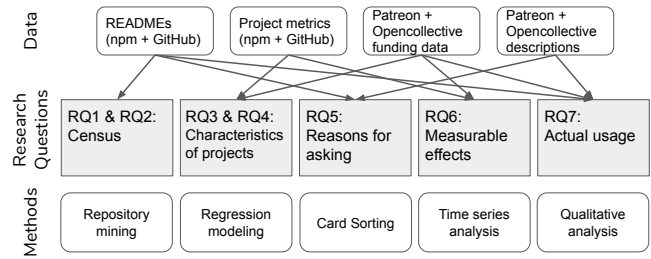 Data
READMEs
(npm + GitHub)
Project metrics
(npm + GitHub)
Patreon +
Opencollective
funding data
Patreon +
Opencollective
descriptions
Research
Questions
RQ1 & RQ2:
Census
RQ3 & RQ4:
Characteristics
of projects
RQ5:
Reasons for
asking
RQ6:
Measurable
effects
RQ7:
Actual usage
Methods
Repository
mining
Regression
modeling
Card Sorting
Time series
analysis
Qualitative
analysis